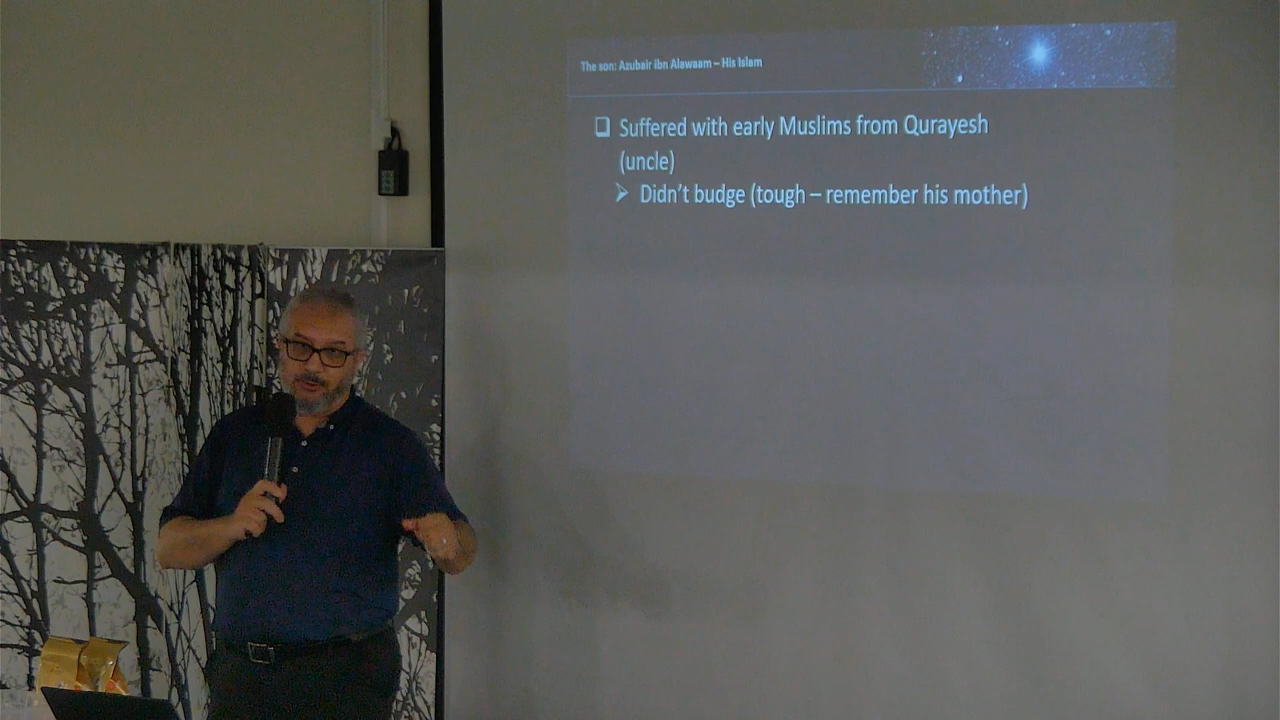 The son: Azubair ibn Alawaam – His Islam
❑ Suffered with early Muslims from Qurayesh
(uncle)
➢ Didn't budge (tough – remember his mother)